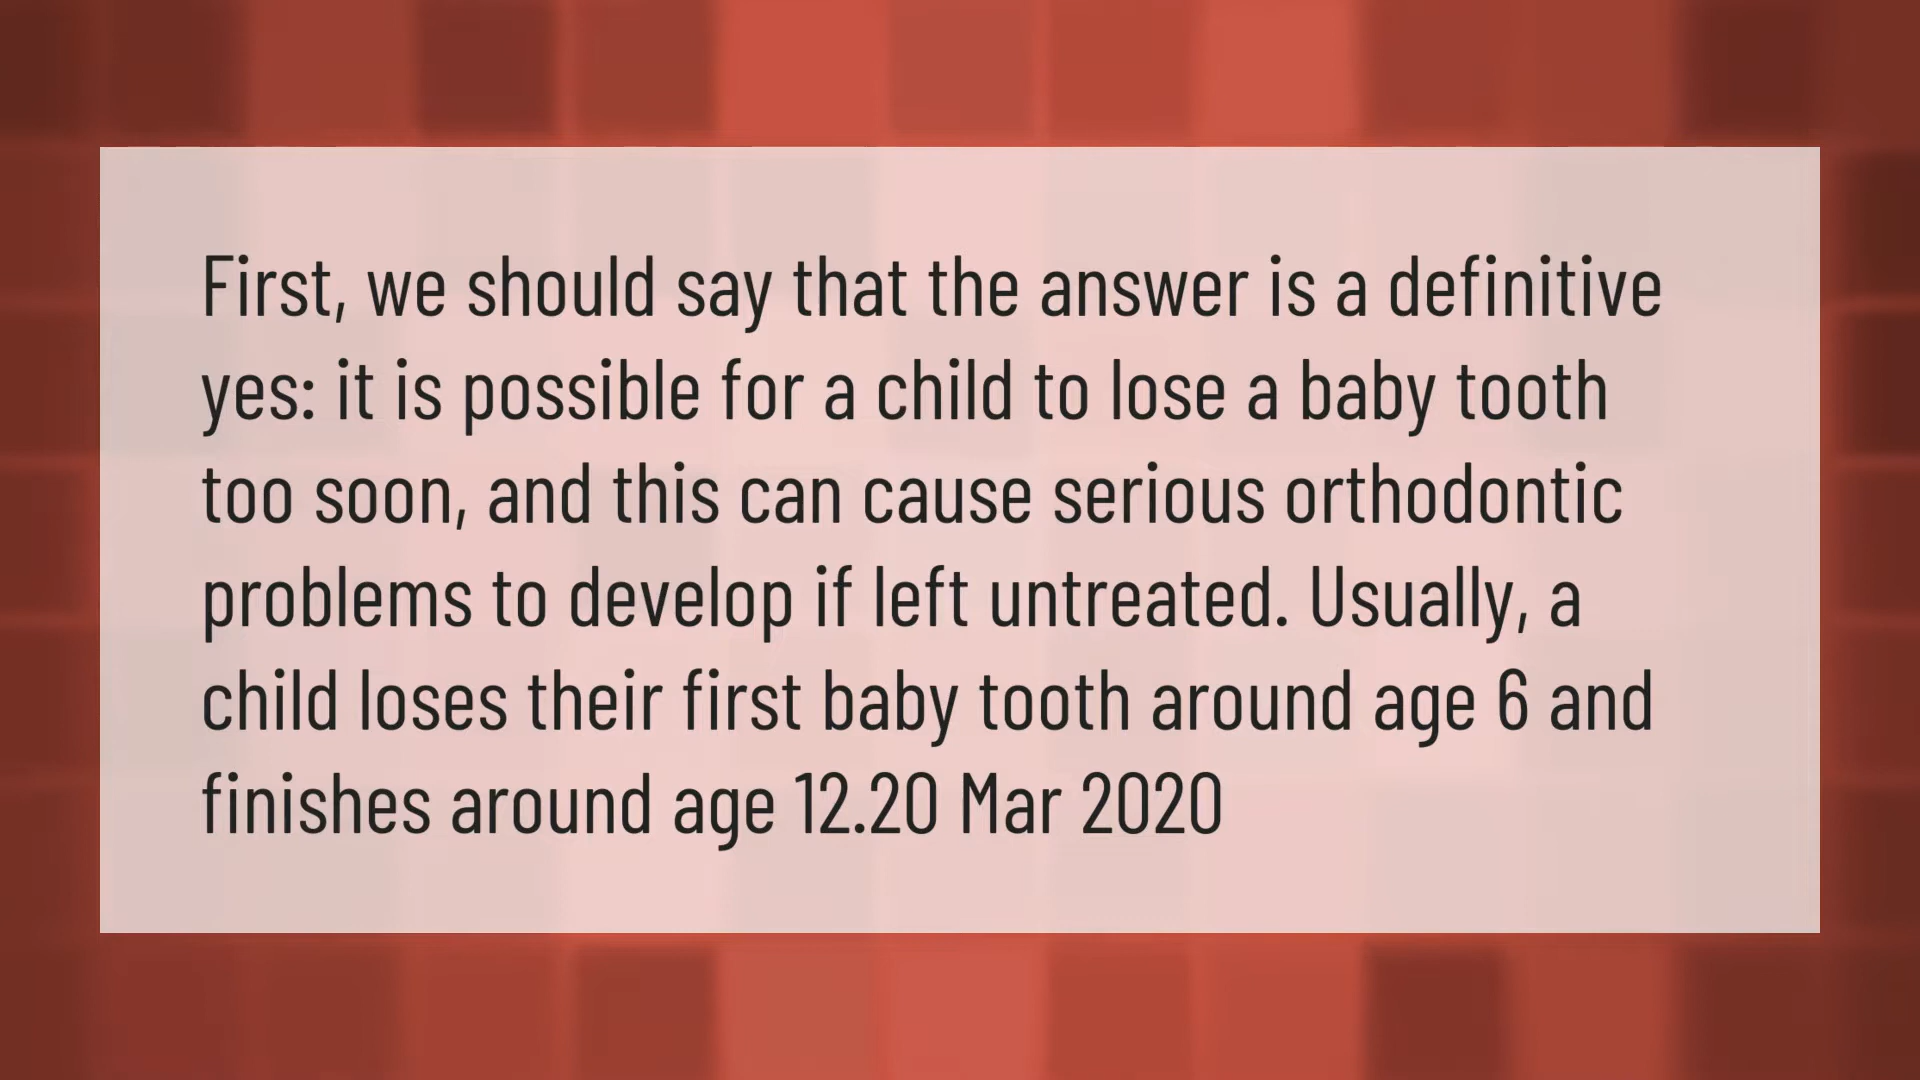 First, we should say that the answer is a definitive
yes: it is possible for a child to lose a baby tooth
too soon, and this can cause serious orthodontic
problems to develop if left untreated. Usually, a
child loses their first baby tooth around age 6 and
finishes around age 12.20 Mar 2020